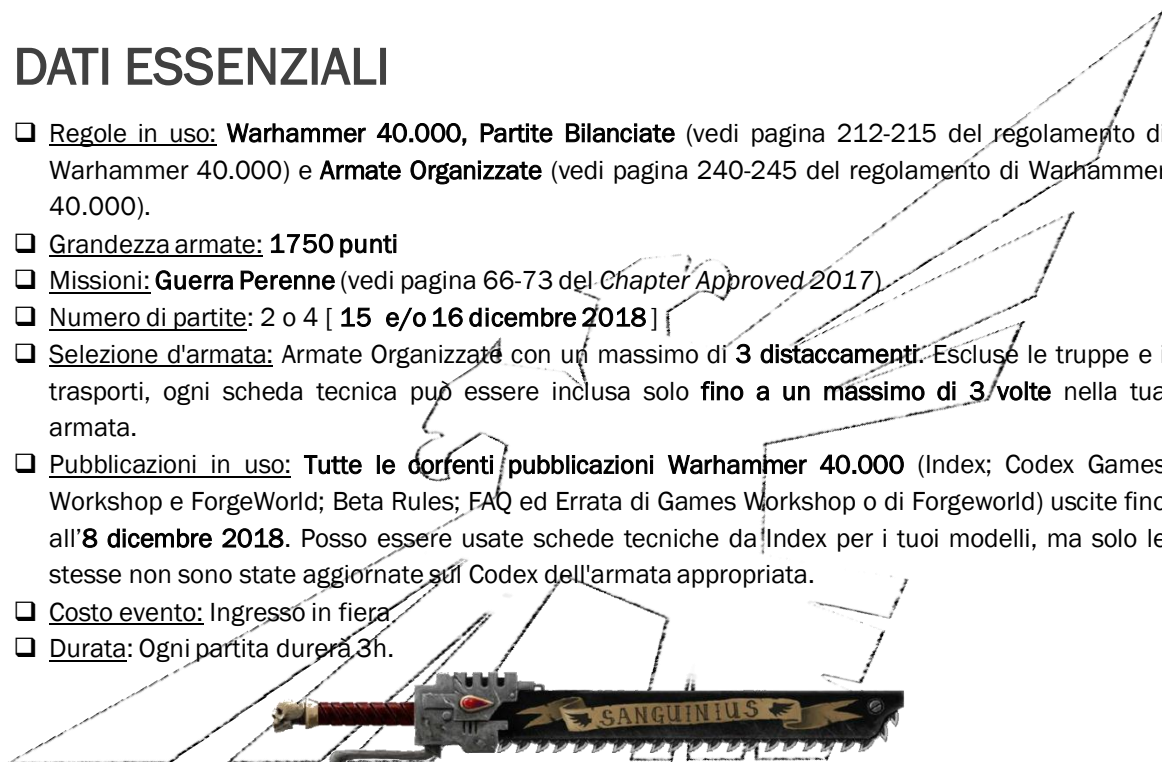 DATI ESSENZIALI
❑ Regole in uso: Warhammer 40.000, Partite Bilanciate (vedi pagina 212-215 del regolamento di
Warhammer 40.000) e Armate Organizzate (vedi pagina 240-245 del regolamento di Warhammer
40.000).
❑ Grandezza armate: 1750 punti
❑ Missioni: Guerra Perenne (vedi pagina 66-73 del Chapter Approved 2017)
❑ Numero di partite: 2 o 4 [ 15 e/o 16 dicembre 2018 ]
❑ Selezione d'armata: Armate Organizzate con un massimo di 3 distaccamenti. Escluse le truppe e i
trasporti, ogni scheda tecnica può essere inclusa solo fino a un massimo di 3 volte nella tua
armata.
❑ Pubblicazioni in uso: Tutte le correnti pubblicazioni Warhammer 40.000 (Index; Codex Games
Workshop e ForgeWorld; Beta Rules; FAQ ed Errata di Games Workshop o di Forgeworld) uscite fino
all'8 dicembre 2018. Posso essere usate schede tecniche da Index per i tuoi modelli, ma solo le
stesse non sono state aggiornate sul Codex dell'armata appropriata.
❑ Costo evento: Ingresso in fiera.
❑ Durata: Ogni partita durerà 3h.
SANGUINIUS